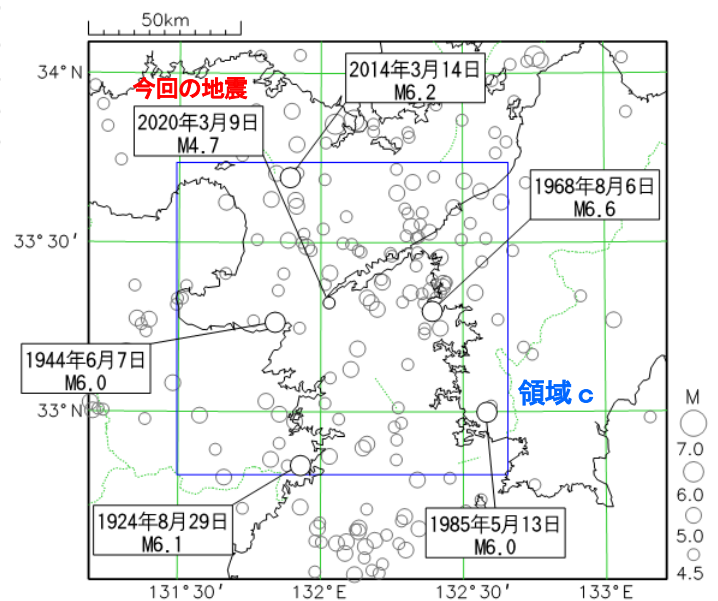 50km
34°N
33°30′
33°N
131°30′
132°E
132°30′
133°E
今回の地震
2020年3月9日
M4.7
2014年3月14日
M6.2
1968年8月6日
M6.6
1944年6月7日
M6.0
領域c
1924年8月29日
M6.1
1985年5月13日
M6.0
M
7.0
6.0
5.0
4.5